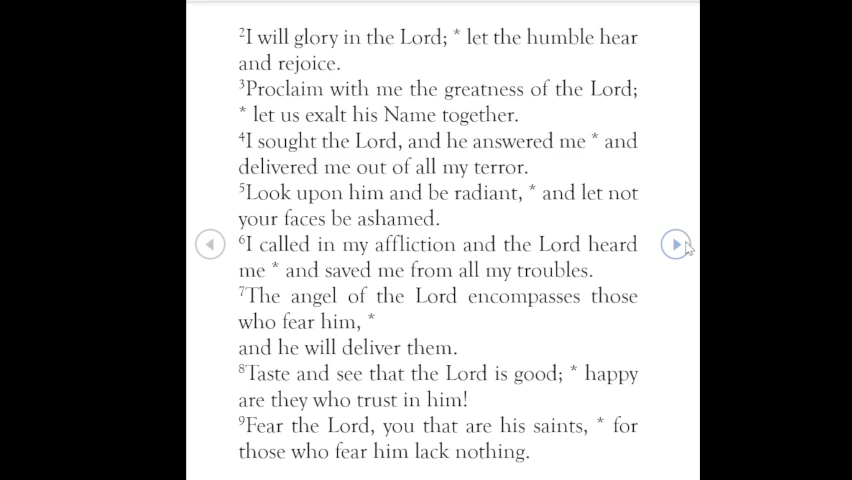 ²I will glory in the Lord; * let the humble hear
and rejoice.
³Proclaim with me the greatness of the Lord;
* let us exalt his Name together.
⁴I sought the Lord, and he answered me * and
delivered me out of all my terror.
⁵Look upon him and be radiant, * and let not
your faces be ashamed.
⁶I called in my affliction and the Lord heard
me * and saved me from all my troubles.
⁷The angel of the Lord encompasses those
who fear him, *
and he will deliver them.
⁸Taste and see that the Lord is good; * happy
are they who trust in him!
⁹Fear the Lord, you that are his saints, * for
those who fear him lack nothing.